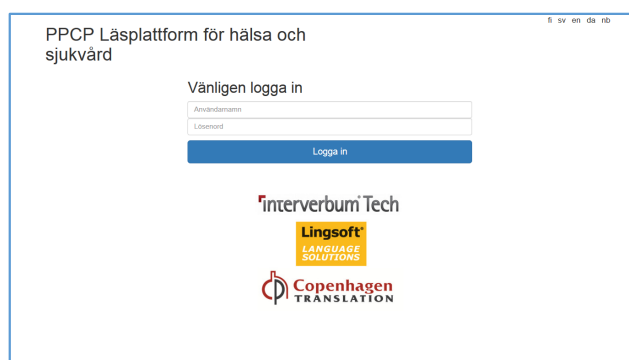 fi sv en da nb
PPCP Läsplattform för hälsa och
sjukvård
Vänligen logga in
Användarnamn
Lösenord
Logga in
interverbum Tech
Lingsoft
LANGUAGE
SOLUTIONS
Copenhagen
TRANSLATION